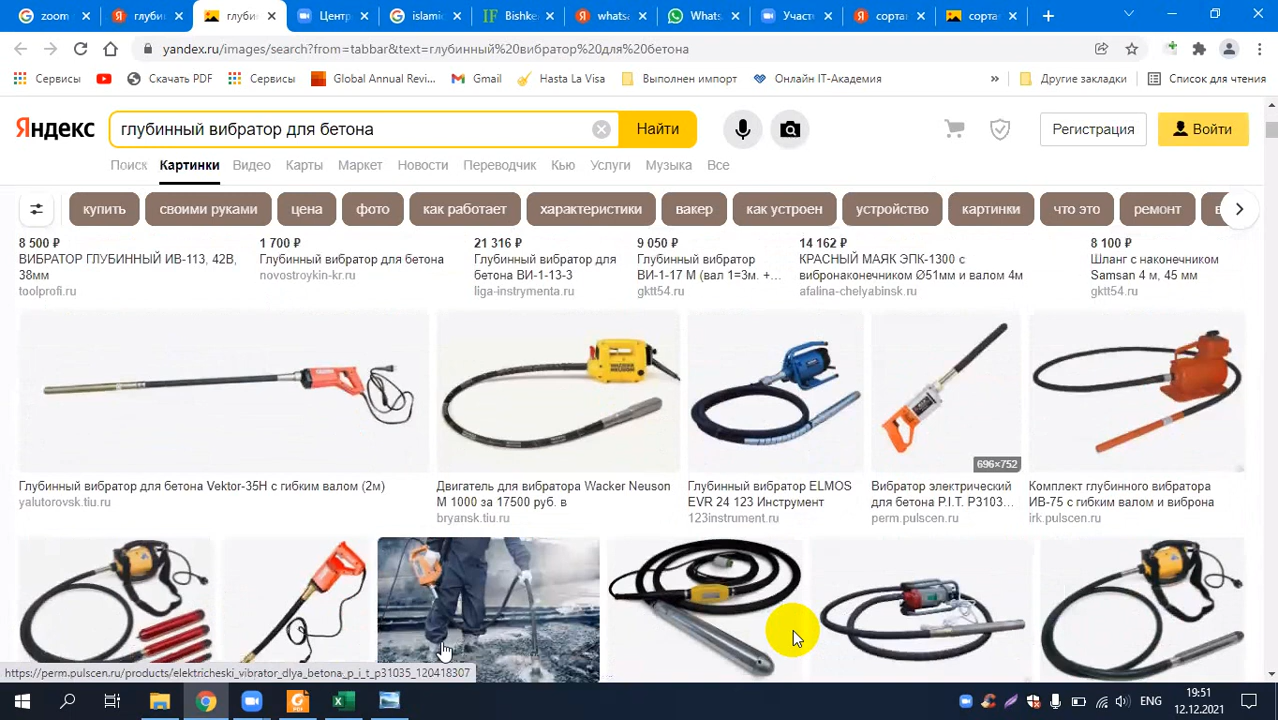 zoom
глуби
глуби
Центр
islamic
Bishke
whats
Whats
Участ
сорта
сорта
yandex.ru/images/search?from=tabbar&text=глубинный%20вибратор%20для%20бетона
Сервисы
Скачать PDF
Сервисы
Global Annual Revi...
Gmail
Hasta La Visa
Выполнен импорт
Онлайн IT-Академия
»
Другие закладки
Список для чтения
Яндекс
глубинный вибратор для бетона
Найти
Регистрация
Войти
Поиск Картинки Видео Карты Маркет Новости Переводчик Кью Услуги Музыка Все
купить
своими руками
цена
фото
как работает
характеристики
вакер
как устроен
устройство
картинки
что это
ремонт
8 500 ₽
ВИБРАТОР ГЛУБИННЫЙ ИВ-113, 42В,
38мм
toolprofi.ru
1 700 ₽
Глубинный вибратор для бетона
novostroykin-kr.ru
21 316 ₽
Глубинный вибратор для
бетона ВИ-1-13-3
liga-instrymenta.ru
9 050 ₽
Глубинный вибратор
ВИ-1-17 М (вал 1=3м. +...
gktt54.ru
14 162 ₽
КРАСНЫЙ МАЯК ЭПК-1300 с
вибронаконечником Ø51мм и валом 4м
afalina-chelyabinsk.ru
8 100 ₽
Шланг с наконечником
Samsan 4 м, 45 мм
gktt54.ru
WACKER
NEUSON
696×752
Глубинный вибратор для бетона Vektor-35H с гибким валом (2м)
yalutorovsk.tiu.ru
Двигатель для вибратора Wacker Neuson
М 1000 за 17500 руб. в
bryansk.tiu.ru
Глубинный вибратор ELMOS
EVR 24 123 Инструмент
123instrument.ru
Вибратор электрический
для бетона P.I.T. P3103...
perm.pulscen.ru
Комплект глубинного вибратора
ИВ-75 с гибким валом и виброна
irk.pulscen.ru
https://perm.pulscen.ru/products/elektricheski_vibrator_dlya_betona_p_i_t_p31035_120418307
ENG
19:51
12.12.2021